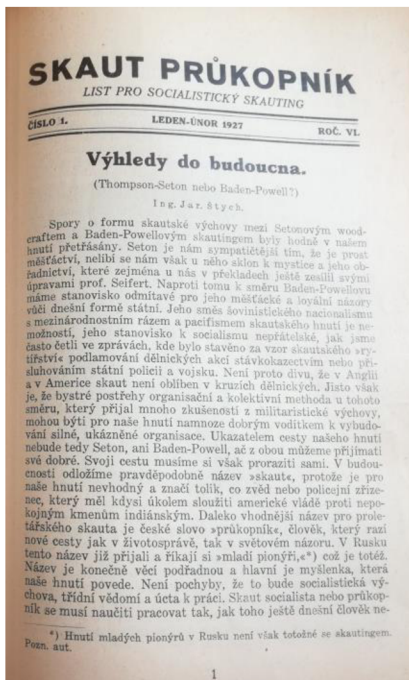 SKAUT PRŮKOPNÍK
LIST PRO SOCIALISTICKÝ SKAUTING
ČÍSLO 1. LEDEN-ÚNOR 1927 ROČ. VI.
Výhledy do budoucna.
(Thompson-Seton nebo Baden-Powell?)
Ing. Jar. Štych.
Spory o formu skautské výchovy mezi Setonovým wood-
craftem a Baden-Powellovým skautingem byly hodně v našem
hnutí přetřásány. Seton je nám sympatičtější tím, že je prost
měšťáctví, nelíbí se nám však u něho sklon k mystice a jeho ob-
řadnictví, které zejména u nás v překladech ještě zosílil svými
úpravami prof. Seifert. Naproti tomu k směru Baden-Powellovu
máme stanovisko odmítavé pro jeho měšťácké a loyální názory
vůči dnešní formě státní. Jeho směs šovinistického nacionalismu
s mezinárodnostním rázem a pacifismem skautského hnutí je ne-
možností, jeho stanovisko k socialismu nepřátelské, jak jsme
často četli ve zprávách, kde bylo stavěno za vzor skautského »ry-
tířství« podlamování dělnických akcí stávkokazectvím nebo při-
sluhováním státní policii a vojsku. Není proto divu, že v Anglii
a v Americe skaut není oblíben v kruzích dělnických. Jisto však
je, že bystré postřehy organisační a kolektivní methoda u tohoto
směru, který přijal mnoho zkušeností z militaristické výchovy,
mohou býti pro naše hnutí namnoze dobrým vodítkem k vybudo-
vání silné, ukázněné organisace. Ukazatelem cesty našeho hnutí
nebude tedy Seton, ani Baden-Powell, ač z obou můžeme přijímati
své dobré. Svoji cestu musíme si však proraziti sami. V budou-
cnosti odložíme pravděpodobně název »skaut«, protože je pro
naše hnutí nevhodný a značí tolik, co zvěd nebo policejní zříze-
nec, který měl kdysi úkolem sloužiti americké vládě proti nepo-
kojným kmenům indiánským. Daleko vhodnější název pro prole-
tářského skauta je české slovo »průkopník«, člověk, který razí
nové cesty jak v životosprávě, tak v světovém názoru. V Rusku
tento název již přijali a říkají si »mladí pionýři,«*) což je totéž.
Název je konečně věcí podřadnou a hlavní je myšlenka, která
naše hnutí povede. Není pochyby, že to bude socialistická vý-
chova, třídní vědomí a úcta k práci. Skaut socialista nebo průkop-
ník se musí naučiti pracovat tak, jak toho ještě dnešní člověk ne-
*) Hnutí mladých pionýrů v Rusku není však totožné se skautingem.
Pozn. aut.
1